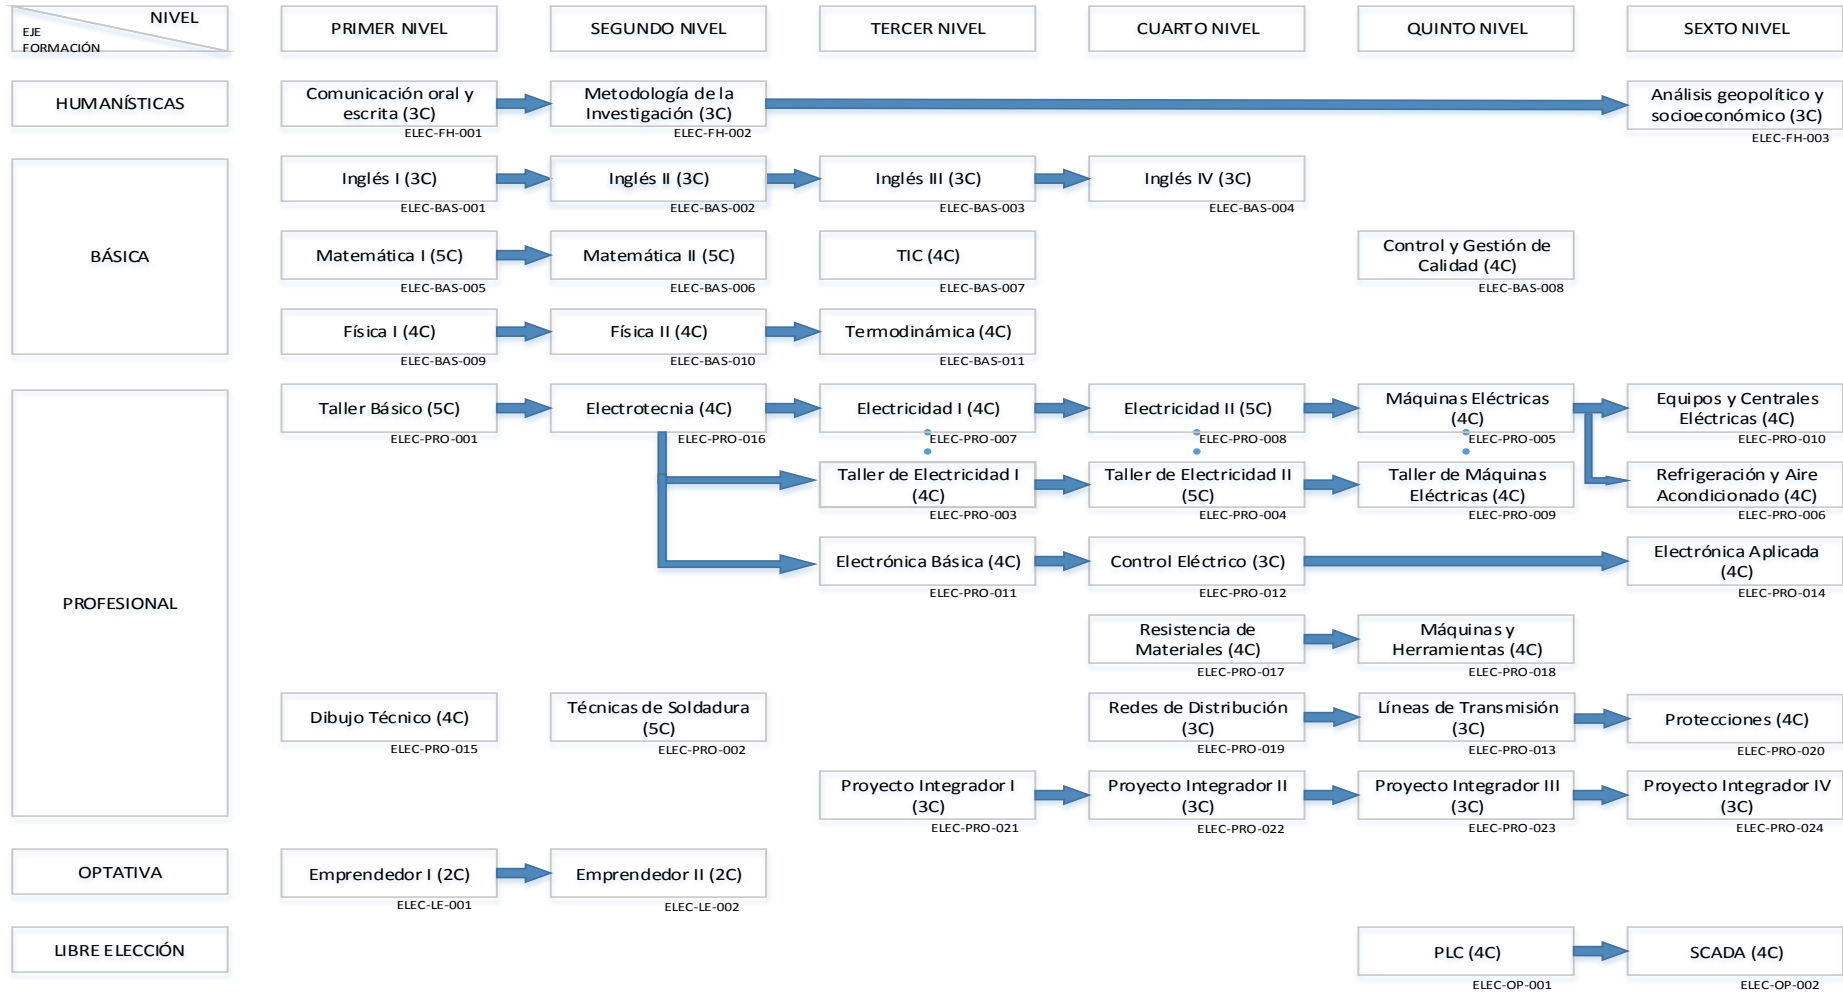 NIVEL
EJE
FORMACIÓN
PRIMER NIVEL
SEGUNDO NIVEL
TERCER NIVEL
CUARTO NIVEL
QUINTO NIVEL
SEXTO NIVEL
HUMANÍSTICAS
Comunicación oral y
escrita (3C)
ELEC-FH-001
Metodología de la
Investigación (3C)
ELEC-FH-002
Análisis geopolítico y
socioeconómico (3C)
ELEC-FH-003
BÁSICA
Inglés I (3C)
ELEC-BAS-001
Inglés II (3C)
ELEC-BAS-002
Inglés III (3C)
ELEC-BAS-003
Inglés IV (3C)
ELEC-BAS-004
Matemática I (5C)
ELEC-BAS-005
Matemática II (5C)
ELEC-BAS-006
TIC (4C)
ELEC-BAS-007
Control y Gestión de
Calidad (4C)
ELEC-BAS-008
Física I (4C)
ELEC-BAS-009
Física II (4C)
ELEC-BAS-010
Termodinámica (4C)
ELEC-BAS-011
PROFESIONAL
Taller Básico (5C)
ELEC-PRO-001
Electrotecnia (4C)
ELEC-PRO-016
Electricidad I (4C)
ELEC-PRO-007
Electricidad II (5C)
ELEC-PRO-008
Máquinas Eléctricas
(4C)
ELEC-PRO-005
Equipos y Centrales
Eléctricas (4C)
ELEC-PRO-010
Taller de Electricidad I
(4C)
ELEC-PRO-003
Taller de Electricidad II
(5C)
ELEC-PRO-004
Taller de Máquinas
Eléctricas (4C)
ELEC-PRO-009
Refrigeración y Aire
Acondicionado (4C)
ELEC-PRO-006
Electrónica Básica (4C)
ELEC-PRO-011
Control Eléctrico (3C)
ELEC-PRO-012
Electrónica Aplicada
(4C)
ELEC-PRO-014
Resistencia de
Materiales (4C)
ELEC-PRO-017
Máquinas y
Herramientas (4C)
ELEC-PRO-018
Dibujo Técnico (4C)
ELEC-PRO-015
Técnicas de Soldadura
(5C)
ELEC-PRO-002
Redes de Distribución
(3C)
ELEC-PRO-019
Líneas de Transmisión
(3C)
ELEC-PRO-013
Protecciones (4C)
ELEC-PRO-020
Proyecto Integrador I
(3C)
ELEC-PRO-021
Proyecto Integrador II
(3C)
ELEC-PRO-022
Proyecto Integrador III
(3C)
ELEC-PRO-023
Proyecto Integrador IV
(3C)
ELEC-PRO-024
OPTATIVA
Emprendedor I (2C)
ELEC-LE-001
Emprendedor II (2C)
ELEC-LE-002
LIBRE ELECCIÓN
PLC (4C)
ELEC-OP-001
SCADA (4C)
ELEC-OP-002